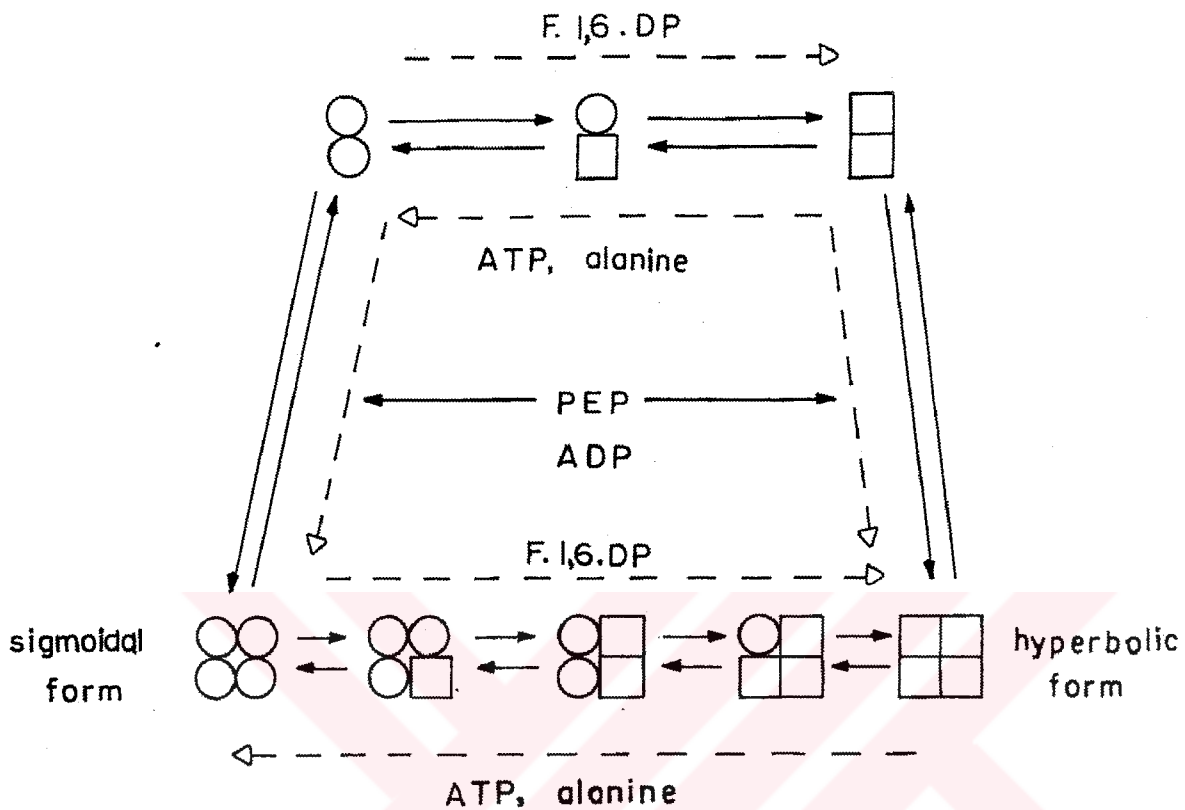 F. 1,6 . DP
ATP, alanine
PEP
ADP
F. 1,6.DP
sigmoidal
form
hyperbolic
form
ATP, alanine